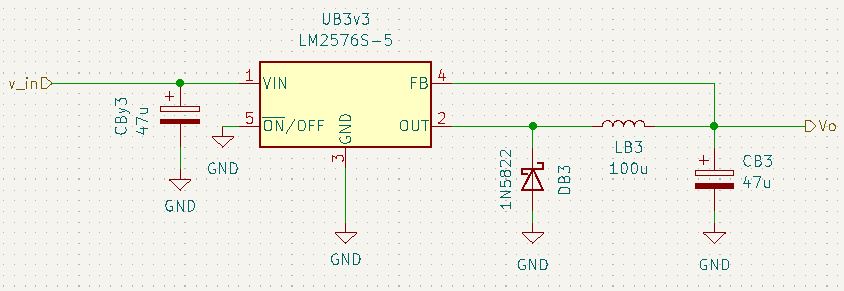 UB3v3
LM2576S-5
v_in
1
VIN
FB
4
CBy3
47u
+
5
ON/OFF
GND
OUT
2
Vo
GND
3
LB3
100u
1N5822
DB3
+
CB3
47u
GND
GND
GND
GND